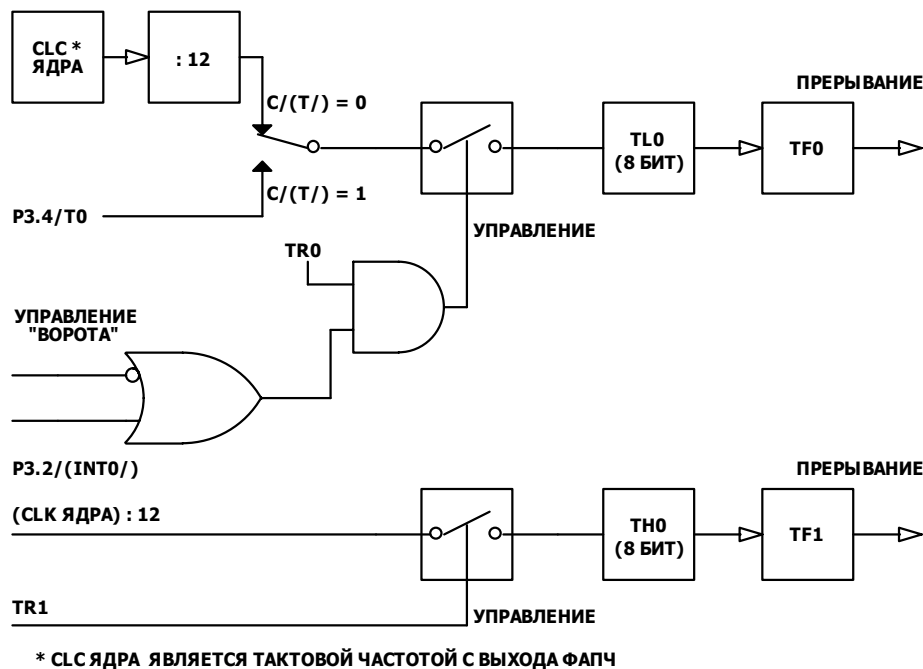 CLC *
ЯДРА
: 12
C/(T/) = 0
ПРЕРЫВАНИЕ
TL0
(8 БИТ)
TF0
C/(T/) = 1
P3.4/T0
УПРАВЛЕНИЕ
TR0
УПРАВЛЕНИЕ
"ВОРОТА"
P3.2/(INT0/)
ПРЕРЫВАНИЕ
(CLK ЯДРА) : 12
TH0
(8 БИТ)
TF1
TR1
УПРАВЛЕНИЕ
* CLC ЯДРА ЯВЛЯЕТСЯ ТАКТОВОЙ ЧАСТОТОЙ С ВЫХОДА ФАПЧ